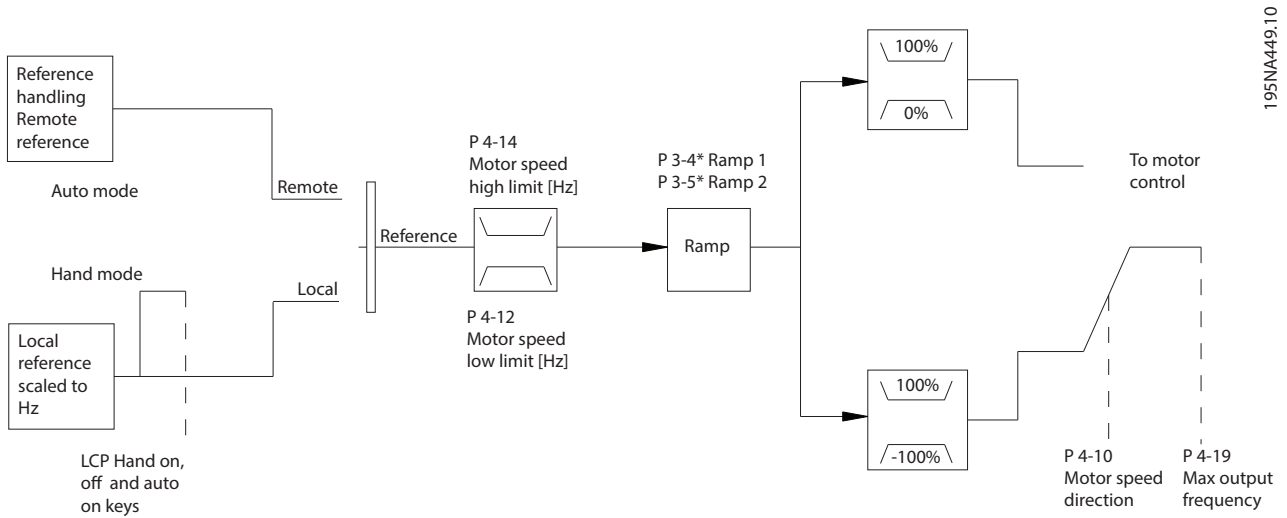 195NA449.10
Reference
handling
Remote
reference
Auto mode
Remote
Hand mode
Local
Local
reference
scaled to
Hz
LCP Hand on,
off and auto
on keys
Reference
P 4-14
Motor speed
high limit [Hz]
P 4-12
Motor speed
low limit [Hz]
P 3-4* Ramp 1
P 3-5* Ramp 2
Ramp
100%
0%
100%
-100%
To motor
control
P 4-10
Motor speed
direction
P 4-19
Max output
frequency